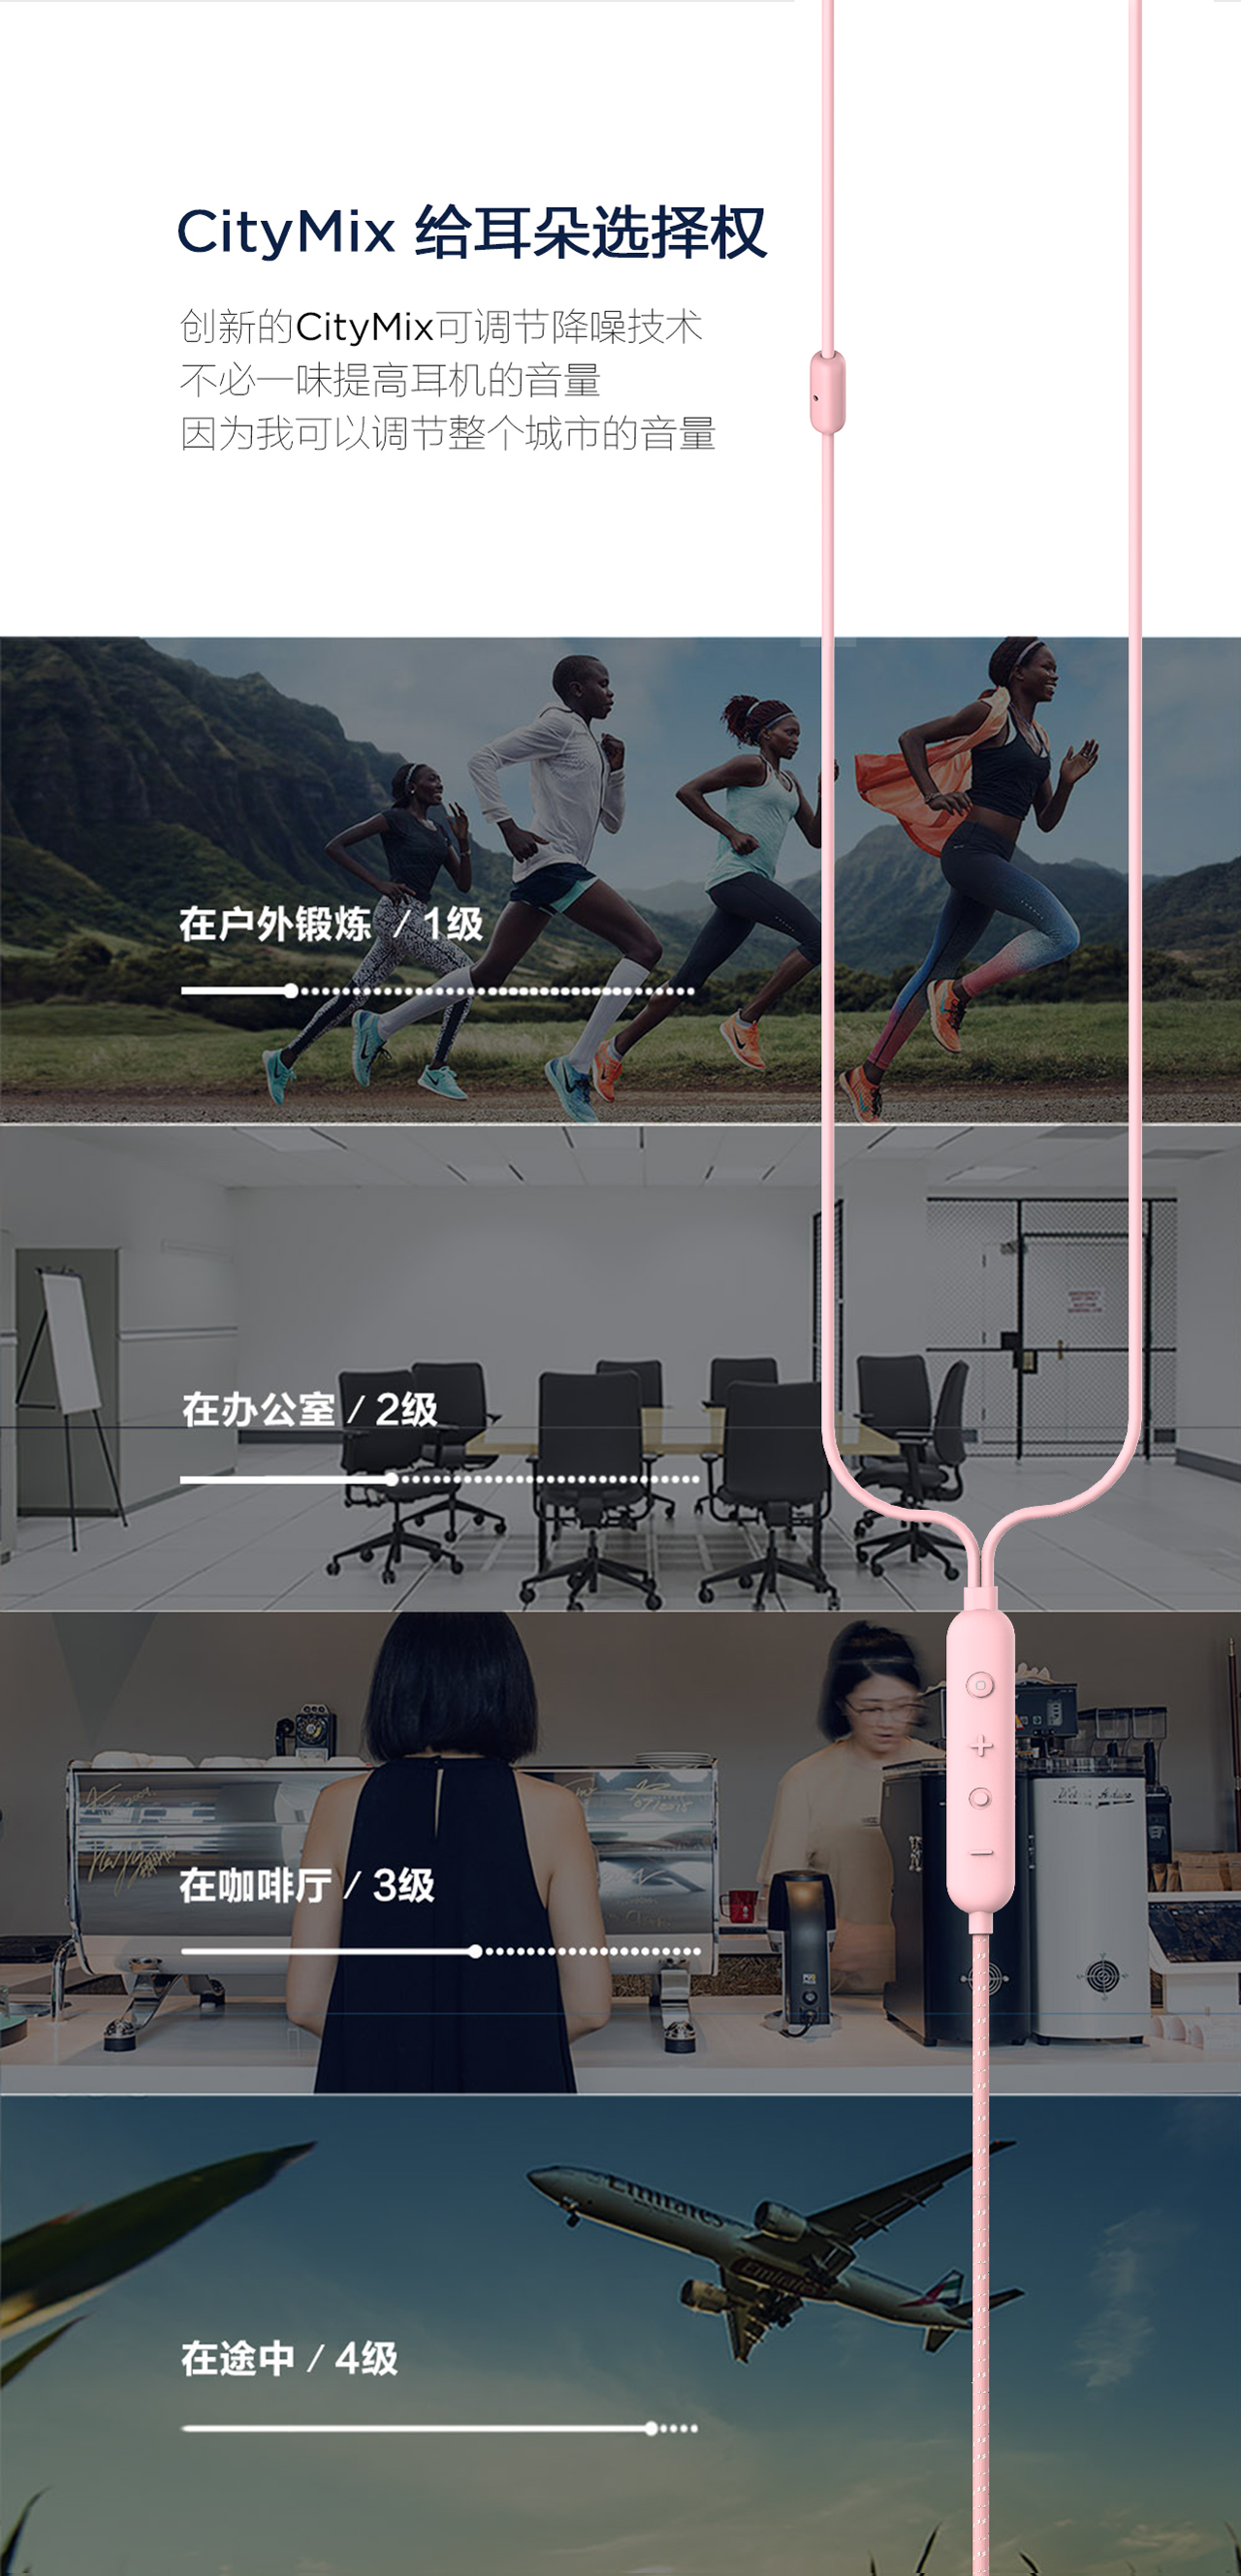 CityMix 给耳朵选择权
创新的CityMix可调节降噪技术
不必一味提高耳机的音量
因为我可以调节整个城市的音量
在户外锻炼 / 1级
在办公室 / 2级
在咖啡厅 / 3级
在途中 / 4级
Emirates
Emirates